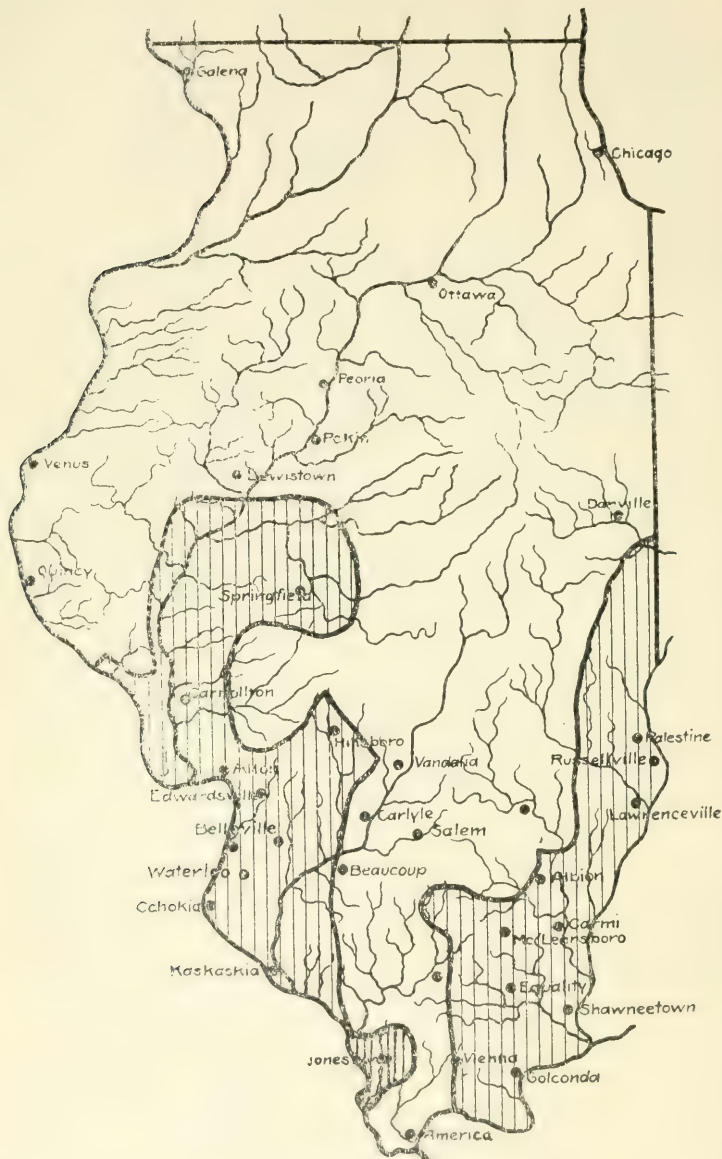 Galena
Chicago
Ottawa
Peoria
Pekin
Venus
Lewistown
Danville
Quincy
Springfield
Carrollton
Hillsboro
Palestine
Vandalia
Russellville
Alton
Edwardsville
Lawrenceville
Carlyle
Salem
Belleville
Waterloo
Beaucoup
Albion
Cahokia
Carmi
McLeansboro
Kaskaskia
Equality
Shawneetown
Jonesboro
Vienna
Golconda
America